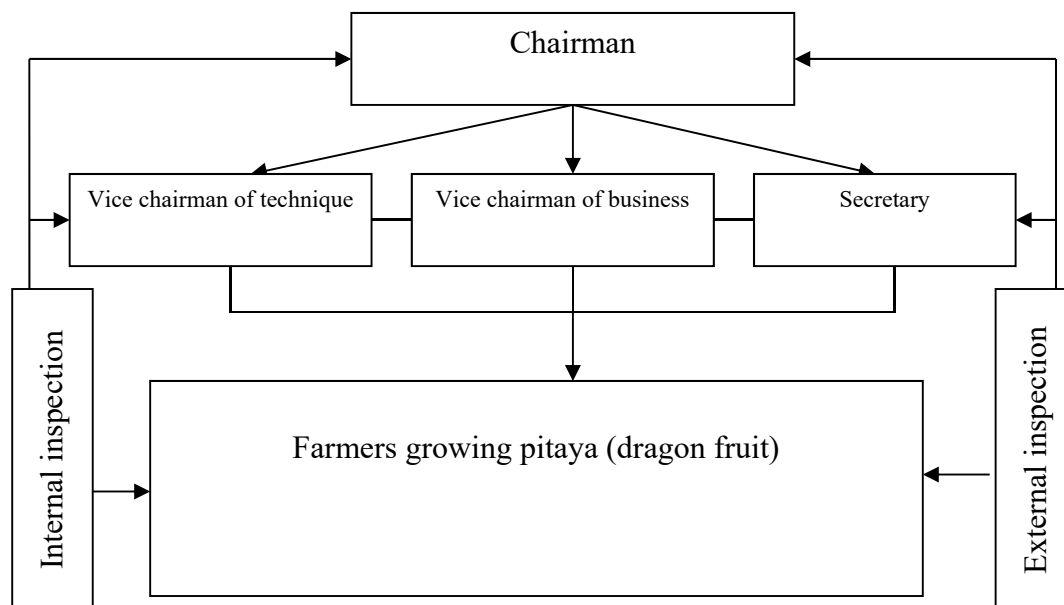 Chairman
Vice chairman of technique
Vice chairman of business
Secretary
Internal inspection
External inspection
Farmers growing pitaya (dragon fruit)